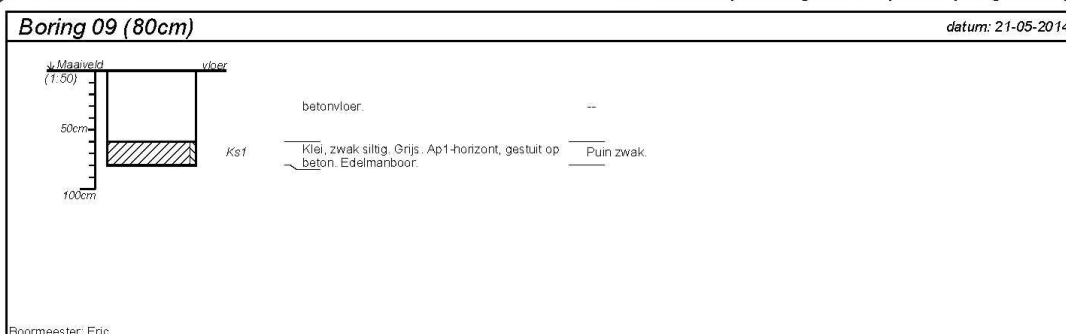 Boring 09 (80cm)
datum: 21-05-2014
↓ Maaiveld
vloer
(1:50)
betonvloer.
--
50cm
Ks1
Klei, zwak siltig. Grijs. Ap1-horizont, gestuit op
beton. Edelmanboor.
Puin zwak.
100cm
Boormeester: Eric